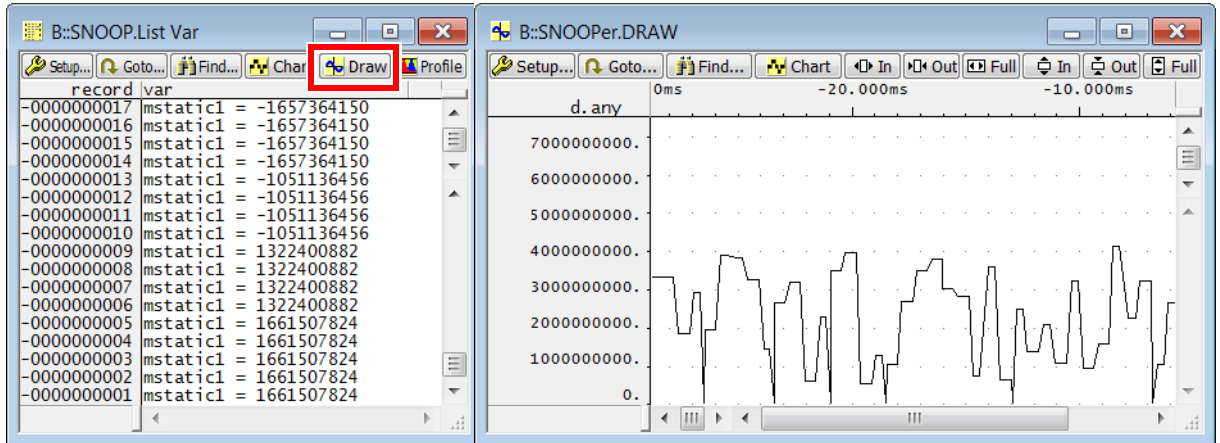 B::SNOOP.List Var
Setup... Goto... Find... Char Draw Profile
record var
-0000000017 mstatic1 = -1657364150
-0000000016 mstatic1 = -1657364150
-0000000015 mstatic1 = -1657364150
-0000000014 mstatic1 = -1657364150
-0000000013 mstatic1 = -1051136456
-0000000012 mstatic1 = -1051136456
-0000000011 mstatic1 = -1051136456
-0000000010 mstatic1 = -1051136456
-0000000009 mstatic1 = 1322400882
-0000000008 mstatic1 = 1322400882
-0000000007 mstatic1 = 1322400882
-0000000006 mstatic1 = 1322400882
-0000000005 mstatic1 = 1661507824
-0000000004 mstatic1 = 1661507824
-0000000003 mstatic1 = 1661507824
-0000000002 mstatic1 = 1661507824
-0000000001 mstatic1 = 1661507824
B::SNOOPer.DRAW
Setup... Goto... Find... Chart In Out Full In Out Full
0ms -20.000ms -10.000ms
d.any
7000000000.
6000000000.
5000000000.
4000000000.
3000000000.
2000000000.
1000000000.
0.